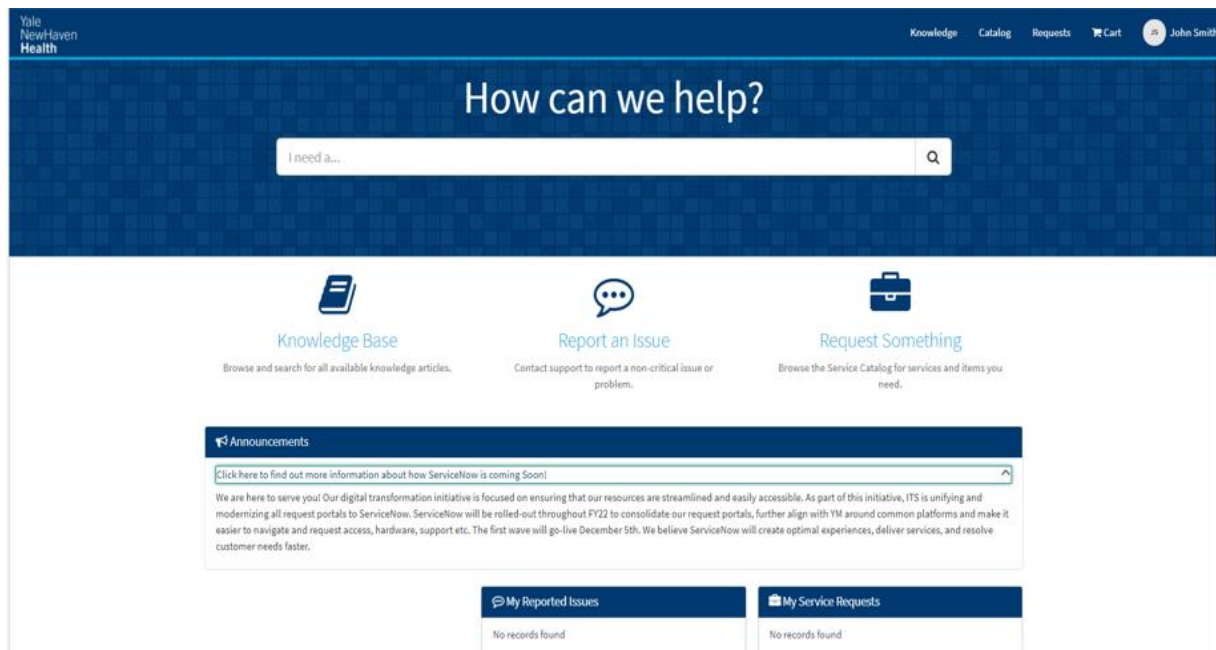 Yale
NewHaven
Health
Knowledge Catalog Requests Cart JS John Smith
How can we help?
I need a...
Knowledge Base Report an Issue Request Something
Browse and search for all available knowledge articles. Contact support to report a non-critical issue or Browse the Service Catalog for services and items you
problem. need.
Announcements
Click here to find out more information about how ServiceNow is coming Soon!
We are here to serve you! Our digital transformation initiative is focused on ensuring that our resources are streamlined and easily accessible. As part of this initiative, ITS is unifying and
modernizing all request portals to ServiceNow. ServiceNow will be rolled-out throughout FY22 to consolidate our request portals, further align with YM around common platforms and make it
easier to navigate and request access, hardware, support etc. The first wave will go-live December 5th. We believe ServiceNow will create optimal experiences, deliver services, and resolve
customer needs faster.
My Reported Issues My Service Requests
No records found No records found